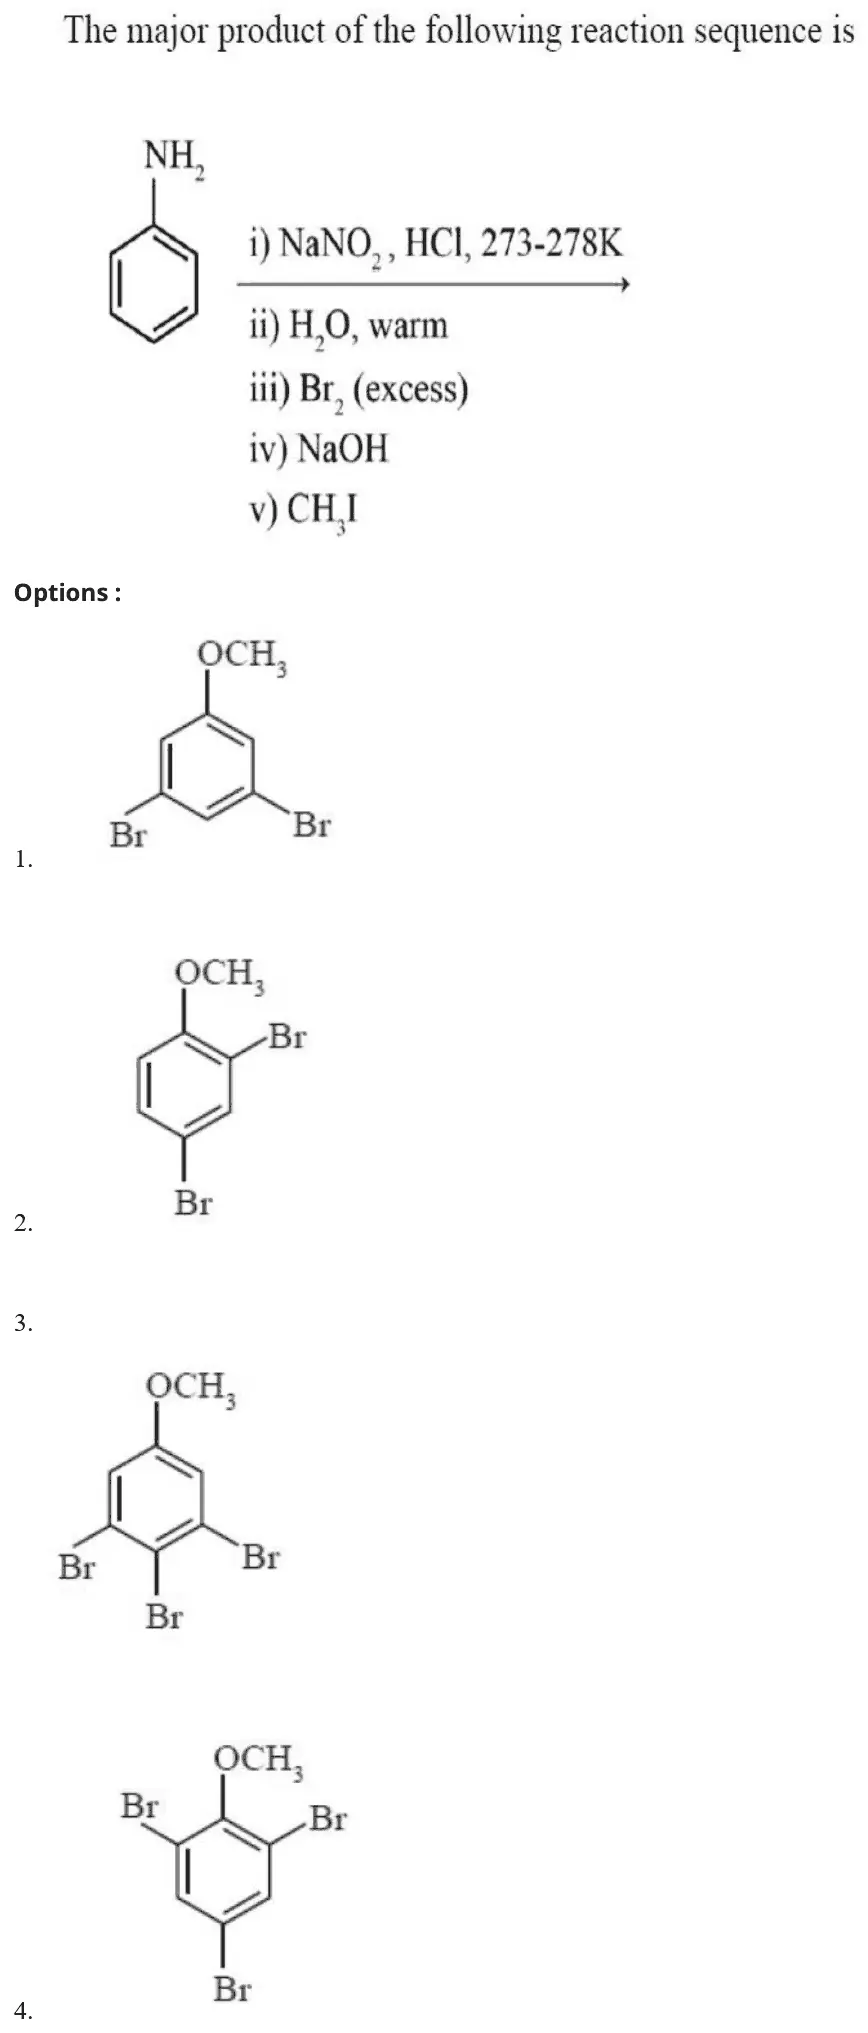 The major product of the following reaction sequence is
NH₂
i) NaNO₂, HCl, 273-278K
ii) H₂O, warm
iii) Br₂ (excess)
iv) NaOH
v) CH₃I
Options :
OCH₃
Br
Br
1.
OCH₃
Br
Br
2.
3.
OCH₃
Br
Br
Br
OCH₃
Br
Br
Br
4.